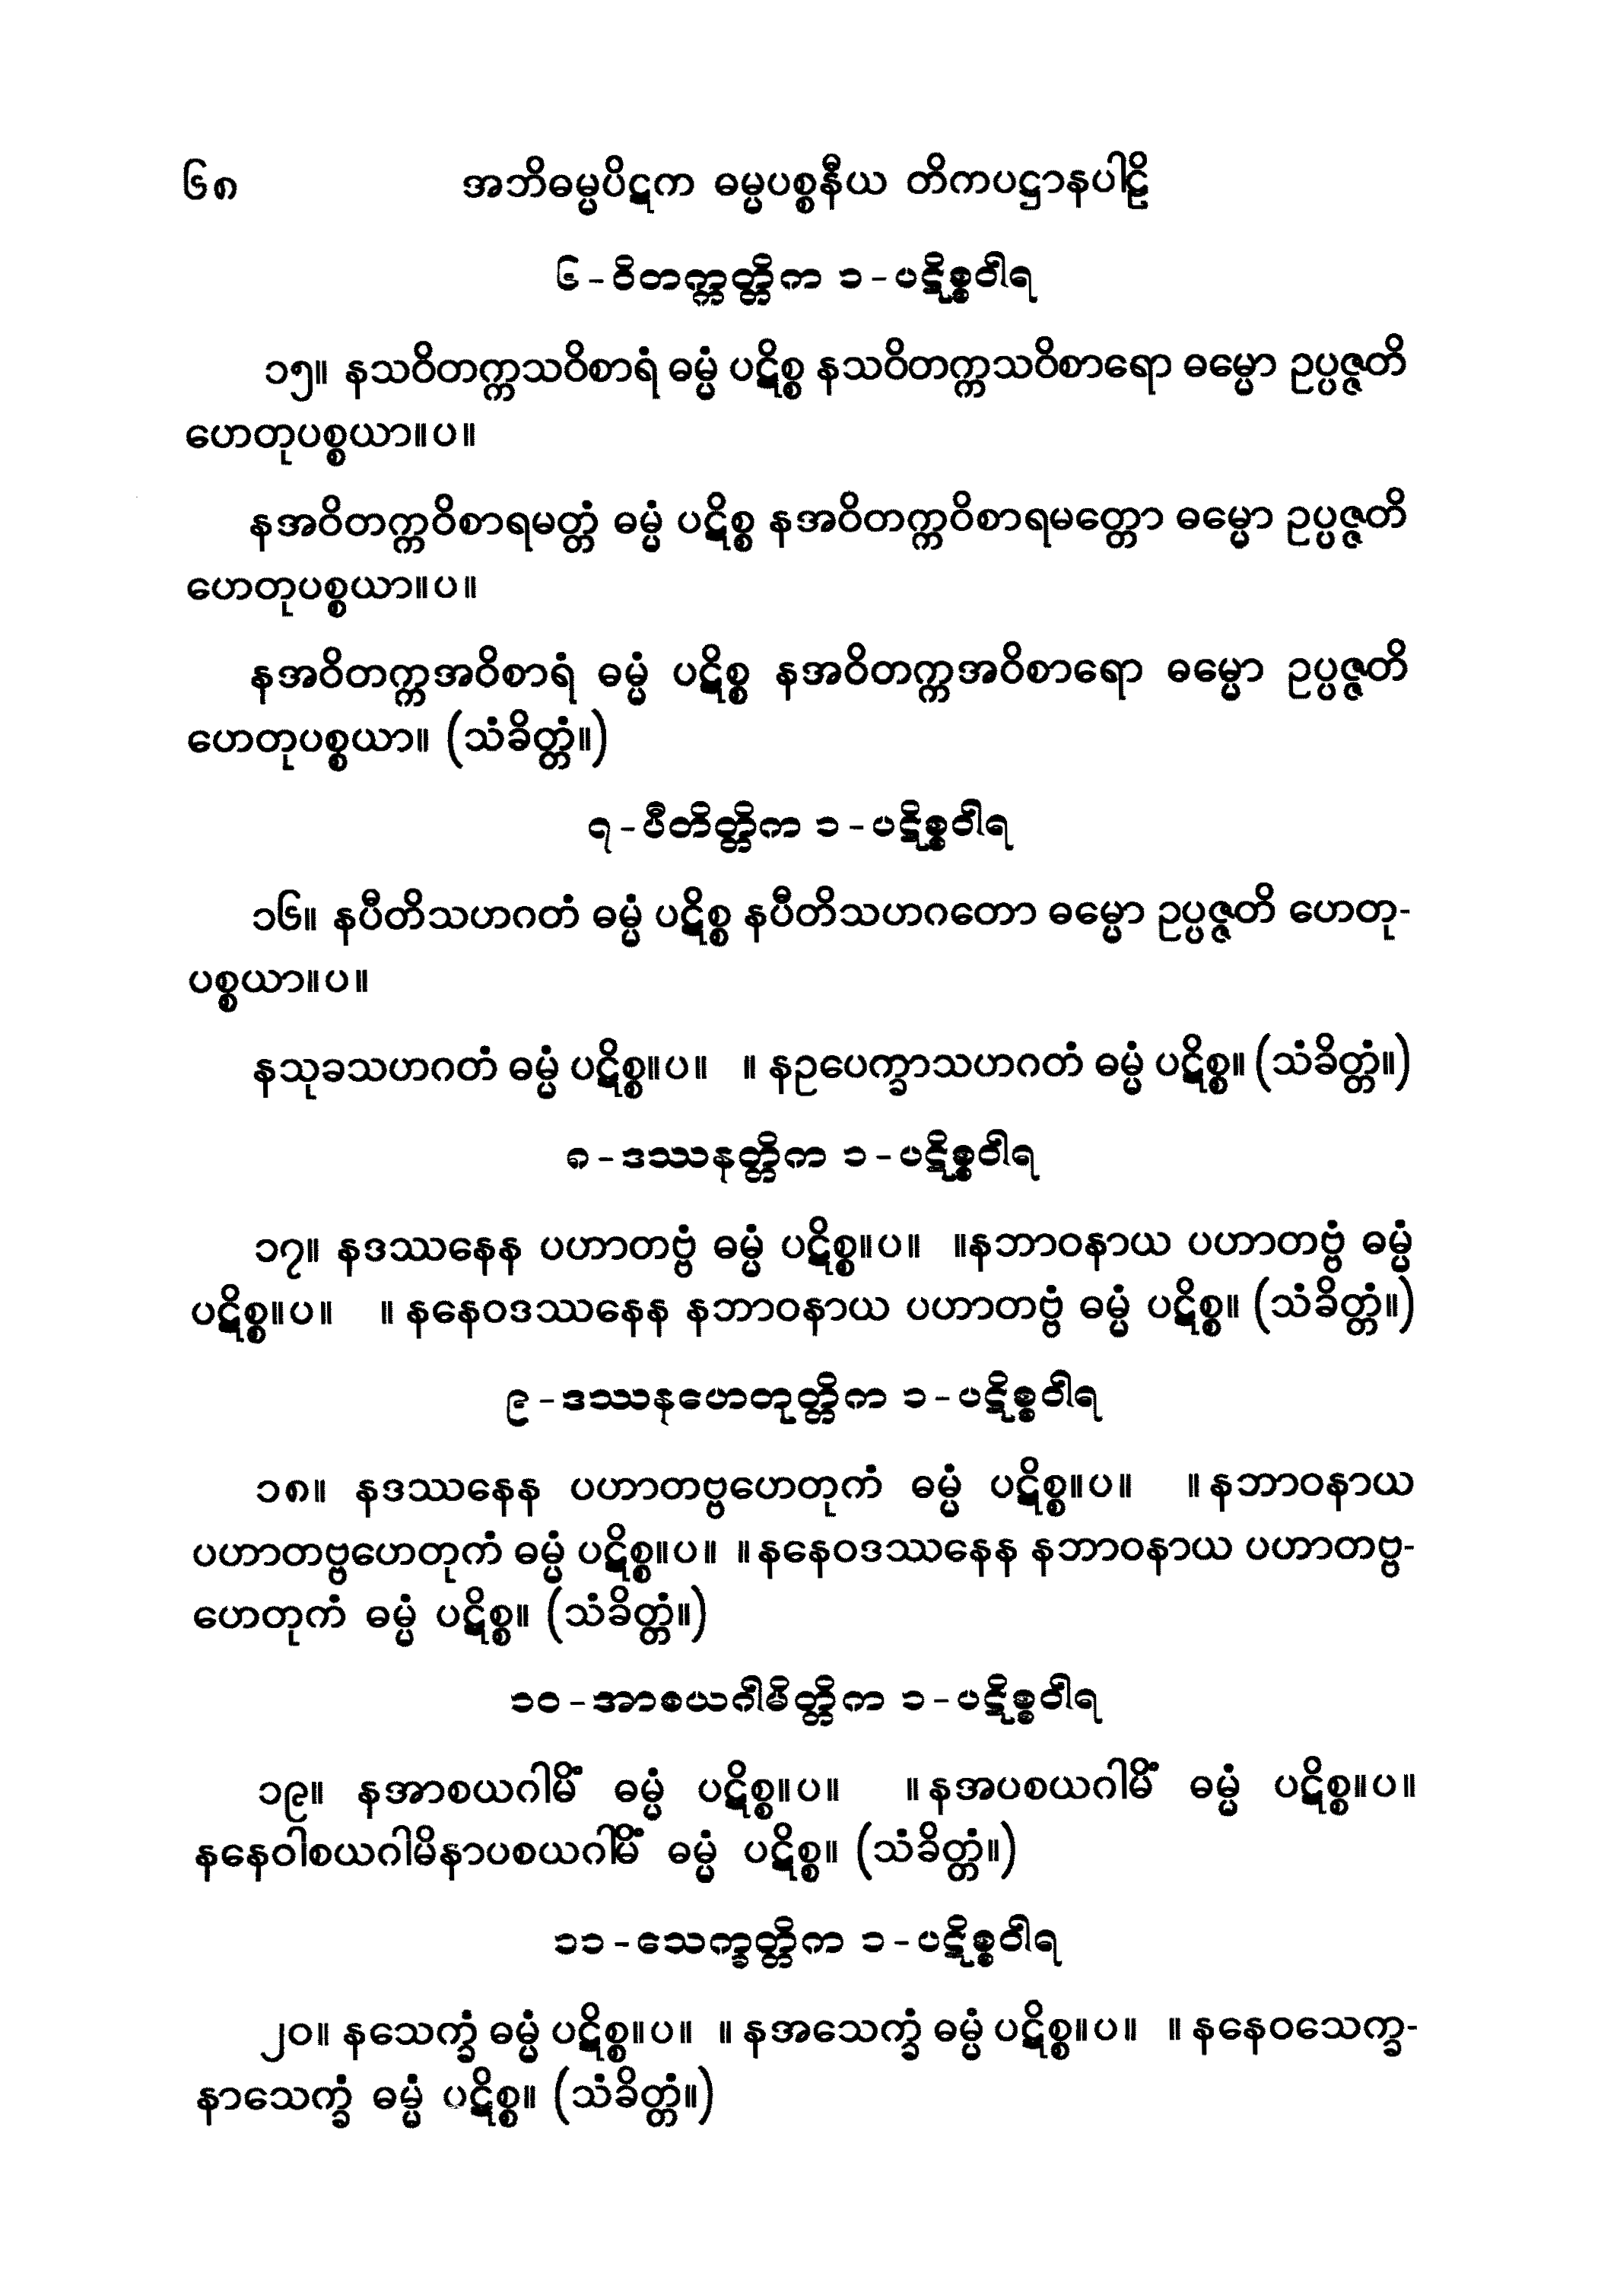 ၆၈ အဘိဓမ္မပိဋက ဓမ္မပစ္စနီယ တိကပဋ္ဌာနပါဠိ
၆-ဝိတက္ကတ္တိက ၁-ပဋိစ္စဝါရ
၁၅။ နသဝိတက္ကသဝိစာရံ ဓမ္မံ ပဋိစ္စ နသဝိတက္ကသဝိစာရော ဓမ္မော ဥပ္ပဇ္ဇတိ
ဟေတုပစ္စယာ။ပ။
နအဝိတက္ကဝိစာရမတ္တံ ဓမ္မံ ပဋိစ္စ နအဝိတက္ကဝိစာရမတ္တော ဓမ္မော ဥပ္ပဇ္ဇတိ
ဟေတုပစ္စယာ။ပ။
နအဝိတက္ကအဝိစာရံ ဓမ္မံ ပဋိစ္စ နအဝိတက္ကအဝိစာရော ဓမ္မော ဥပ္ပဇ္ဇတိ
ဟေတုပစ္စယာ။ (သံခိတ္တံ။)
၇-ပီတိတ္တိက ၁-ပဋိစ္စဝါရ
၁၆။ နပီတိသဟဂတံ ဓမ္မံ ပဋိစ္စ နပီတိသဟဂတော ဓမ္မော ဥပ္ပဇ္ဇတိ ဟေတု-
ပစ္စယာ။ပ။
နသုခသဟဂတံ ဓမ္မံ ပဋိစ္စ။ပ။ ။ နဥပေက္ခာသဟဂတံ ဓမ္မံ ပဋိစ္စ။ (သံခိတ္တံ။)
၈-ဒဿနတ္တိက ၁-ပဋိစ္စဝါရ
၁၇။ နဒဿနေန ပဟာတဗ္ဗံ ဓမ္မံ ပဋိစ္စ။ပ။ ။နဘာဝနာယ ပဟာတဗ္ဗံ ဓမ္မံ
ပဋိစ္စ။ပ။ ။ နနေဝဒဿနေန နဘာဝနာယ ပဟာတဗ္ဗံ ဓမ္မံ ပဋိစ္စ။ (သံခိတ္တံ။)
၉-ဒဿနဟေတုတ္တိက ၁-ပဋိစ္စဝါရ
၁၈။ နဒဿနေန ပဟာတဗ္ဗဟေတုကံ ဓမ္မံ ပဋိစ္စ။ပ။ ။ နဘာဝနာယ
ပဟာတဗ္ဗဟေတုကံ ဓမ္မံ ပဋိစ္စ။ပ။ ။ နနေဝဒဿနေန နဘာဝနာယ ပဟာတဗ္ဗ-
ဟေတုကံ ဓမ္မံ ပဋိစ္စ။ (သံခိတ္တံ။)
၁၀-အာစယဂါမိတ္တိက ၁-ပဋိစ္စဝါရ
၁၉။ နအာစယဂါမိံ ဓမ္မံ ပဋိစ္စ။ပ။ ။ နအပစယဂါမိံ ဓမ္မံ ပဋိစ္စ။ပ။
နနေဝါစယဂါမိနာပစယဂါမိံ ဓမ္မံ ပဋိစ္စ။ (သံခိတ္တံ။)
၁၁-သေက္ခတ္တိက ၁-ပဋိစ္စဝါရ
၂၀။ နသေက္ခံ ဓမ္မံ ပဋိစ္စ။ပ။ ။ နအသေက္ခံ ဓမ္မံ ပဋိစ္စ။ပ။ ။ နနေဝသေက္ခ-
နာသေက္ခံ ဓမ္မံ ပဋိစ္စ။ (သံခိတ္တံ။)